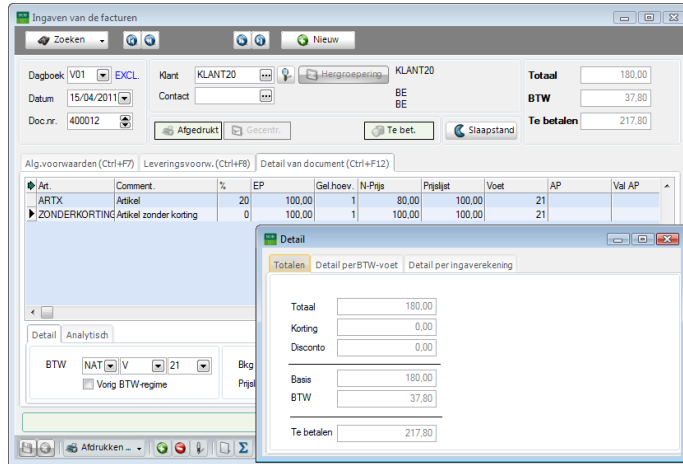 Ingaven van de facturen
Zoeken
Nieuw
Dagboek V01 EXCL. Klant KLANT20 ... Hergroepering KLANT20 Totaal 180,00
Datum 15/04/2011 Contact ... BE BTW 37,80
BE
Doc.nr. 400012 Afgedrukt Gecentr. Te bet. Slaapstand Te betalen 217,80
Alg.voorwaarden (Ctrl+F7) Leveringsvoorw. (Ctrl+F8) Detail van document (Ctrl+F12)
Art. Comment. % EP Gel.hoev. N-Prijs Prijslijst Voet AP Val AP
ARTX Artikel 20 100,00 1 80,00 100,00 21
ZONDERKORTING Artikel zonder korting 0 100,00 1 100,00 100,00 21
Detail
Totalen Detail per BTW-voet Detail per ingaverekening
Totaal 180,00
Korting 0,00
Disconto 0,00
Basis 180,00
BTW 37,80
Te betalen 217,80
Detail Analytisch
BTW NAT V 21 Bkg
Vorig BTW-regime Prijsl
Afdrukken ... Σ